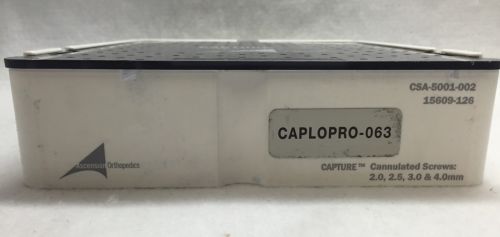 CSA-5001-002
15609-126
CAPLOPRO-063
Ascension Orthopedics
CAPTURE™ Cannulated Screws:
2.0, 2.5, 3.0 & 4.0mm